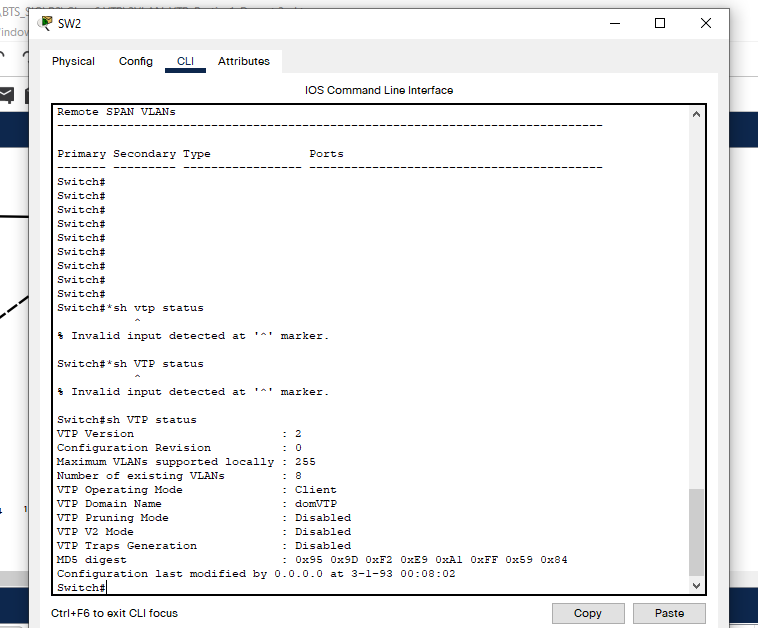 SW2
Physical Config CLI Attributes
IOS Command Line Interface
Remote SPAN VLANs
------------------------------------------------------------------------------
Primary Secondary Type Ports
------- --------- ----------------- ------------------------------------------
Switch#
Switch#
Switch#
Switch#
Switch#
Switch#
Switch#
Switch#
Switch#
Switch#*sh vtp status
^
% Invalid input detected at '^' marker.
Switch#*sh VTP status
^
% Invalid input detected at '^' marker.
Switch#sh VTP status
VTP Version : 2
Configuration Revision : 0
Maximum VLANs supported locally : 255
Number of existing VLANs : 8
VTP Operating Mode : Client
VTP Domain Name : domVTP
VTP Pruning Mode : Disabled
VTP V2 Mode : Disabled
VTP Traps Generation : Disabled
MD5 digest : 0x95 0x9D 0xF2 0xE9 0xA1 0xFF 0x59 0x84
Configuration last modified by 0.0.0.0 at 3-1-93 00:08:02
Switch#
Ctrl+F6 to exit CLI focus
Copy Paste